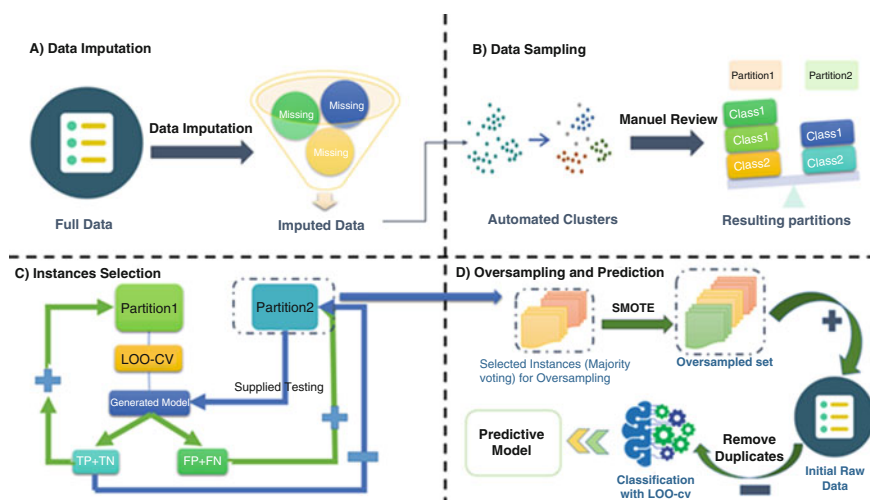 A) Data Imputation
Data Imputation
Full Data
Missing
Missing
Missing
Imputed Data
B) Data Sampling
Automated Clusters
Manuel Review
Partition1
Partition2
Class1
Class1
Class2
Class1
Class2
Resulting partitions
C) Instances Selection
Partition1
Partition2
LOO-CV
Generated Model
Supplied Testing
TP+TN
FP+FN
D) Oversampling and Prediction
SMOTE
Selected Instances (Majority
voting) for Oversampling
Oversampled set
Initial Raw
Data
Remove
Duplicates
Classification
with LOO-cv
Predictive
Model